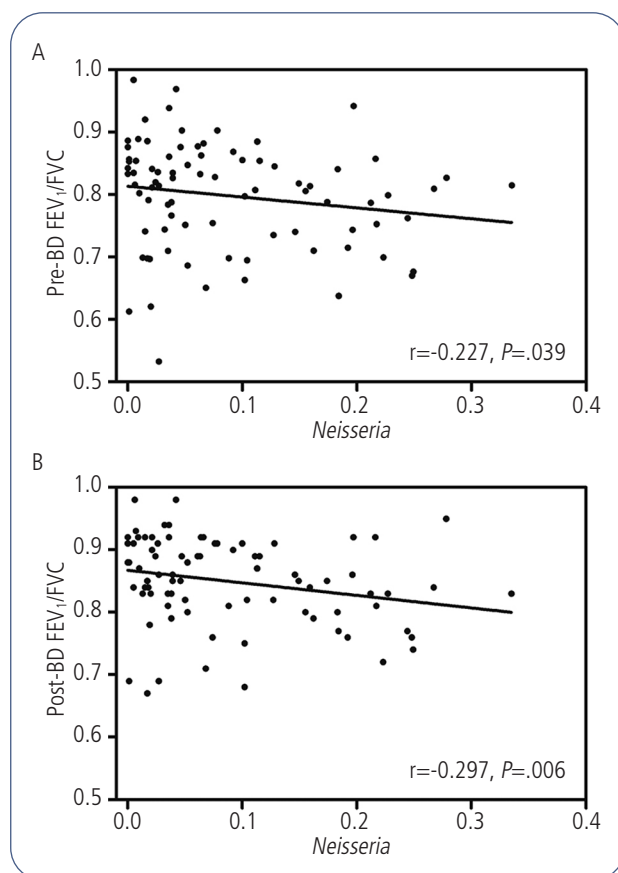 A
1.0
0.9
0.8
0.7
0.6
0.5
Pre-BD FEV₁/FVC
r=-0.227, P=.039
0.0 0.1 0.2 0.3 0.4
Neisseria
B
1.0
0.9
0.8
0.7
0.6
0.5
Post-BD FEV₁/FVC
r=-0.297, P=.006
0.0 0.1 0.2 0.3 0.4
Neisseria